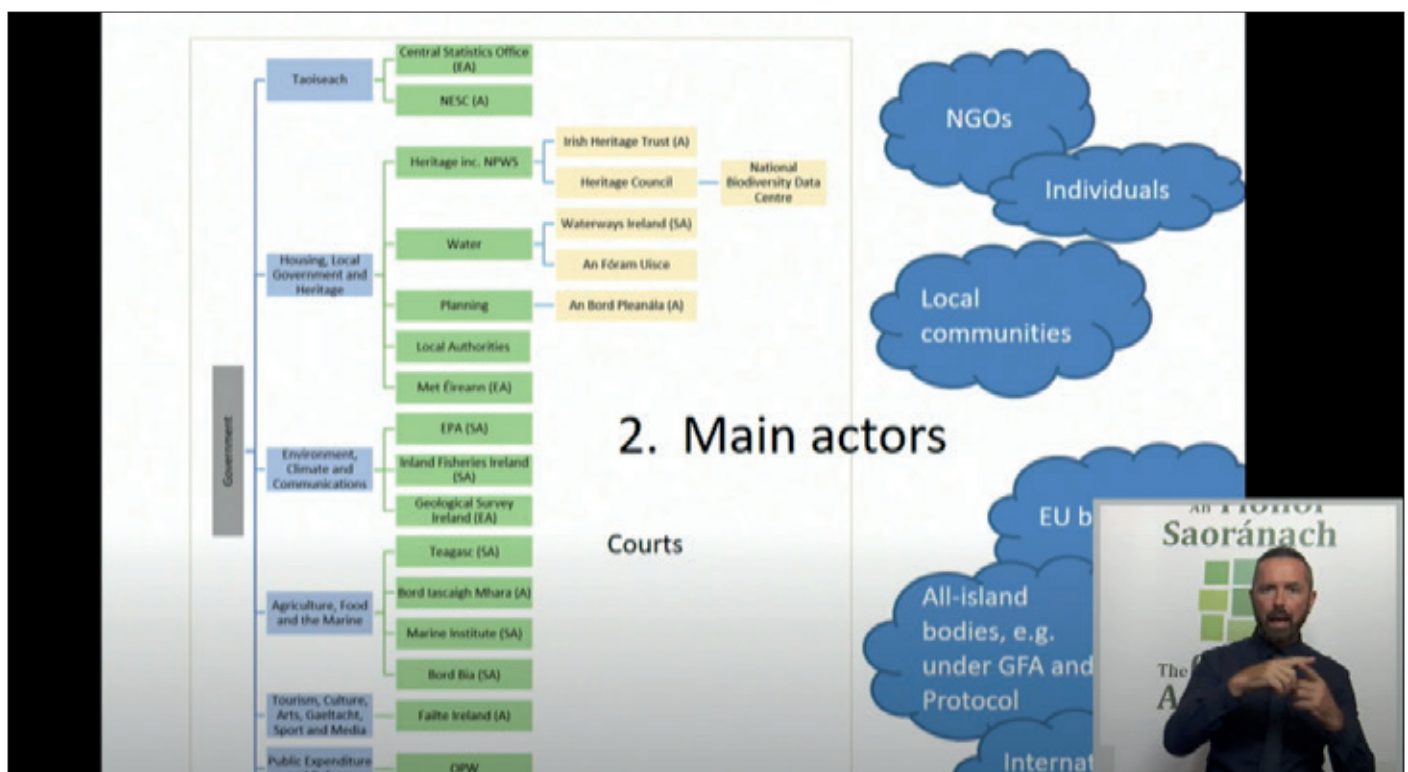 Central Statistics Office
(EA)
Taoiseach
NESC (A)
Irish Heritage Trust (A)
Heritage inc. NPWS
Heritage Council
National
Biodiversity Data
Centre
Waterways Ireland (SA)
Water
An Fóram Uisce
Housing, Local
Government and
Heritage
Planning
An Bord Pleanála (A)
Local Authorities
Met Éireann (EA)
Government
EPA (SA)
Environment,
Climate and
Communications
Inland Fisheries Ireland
(SA)
Geological Survey
Ireland (EA)
Teagasc (SA)
Agriculture, Food
and the Marine
Bord Iascaigh Mhara (A)
Marine Institute (SA)
Bord Bia (SA)
Tourism, Culture,
Arts, Gaeltacht,
Sport and Media
Failte Ireland (A)
Public Expenditure
OPW
2. Main actors
Courts
NGOs
Individuals
Local
communities
EU b
All-island
bodies, e.g.
under GFA and
Protocol
Internat
An
Saoránach
The
A